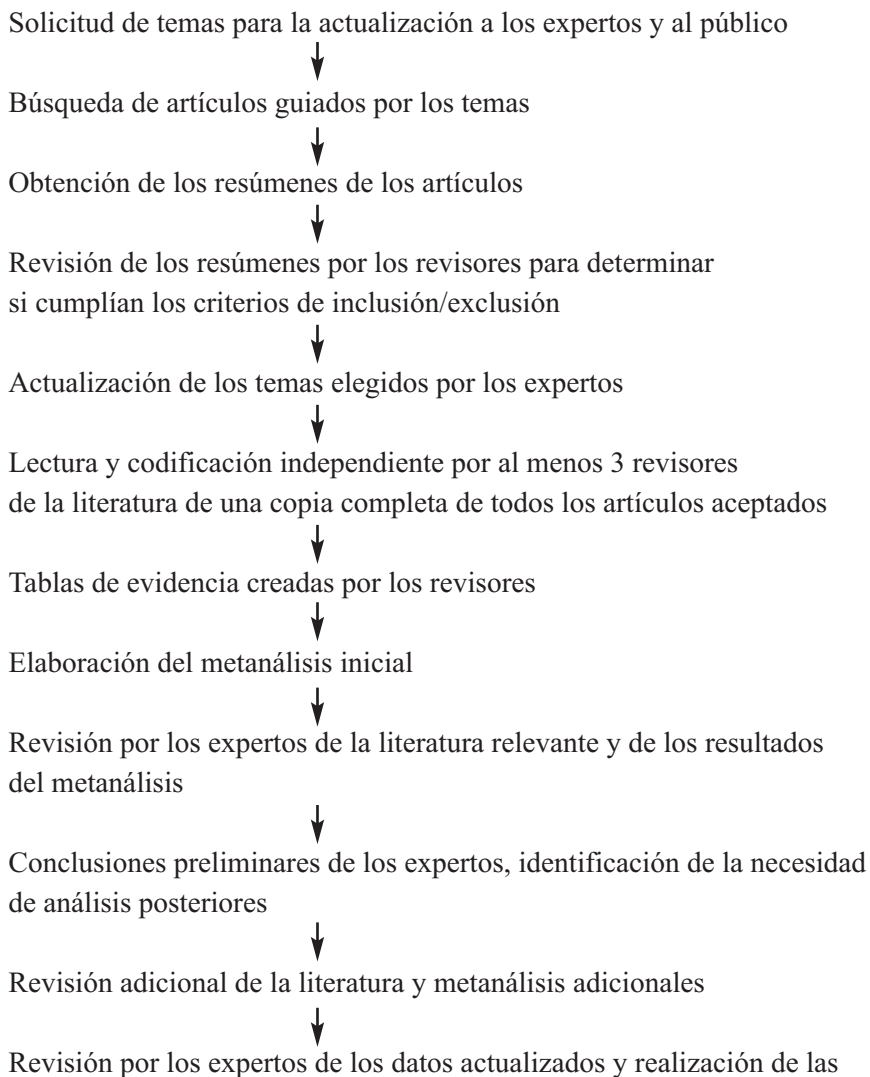 Solicitud de temas para la actualización a los expertos y al público
Búsqueda de artículos guiados por los temas
Obtención de los resúmenes de los artículos
Revisión de los resúmenes por los revisores para determinar
si cumplían los criterios de inclusión/exclusión
Actualización de los temas elegidos por los expertos
Lectura y codificación independiente por al menos 3 revisores
de la literatura de una copia completa de todos los artículos aceptados
Tablas de evidencia creadas por los revisores
Elaboración del metanálisis inicial
Revisión por los expertos de la literatura relevante y de los resultados
del metanálisis
Conclusiones preliminares de los expertos, identificación de la necesidad
de análisis posteriores
Revisión adicional de la literatura y metanálisis adicionales
Revisión por los expertos de los datos actualizados y realización de las